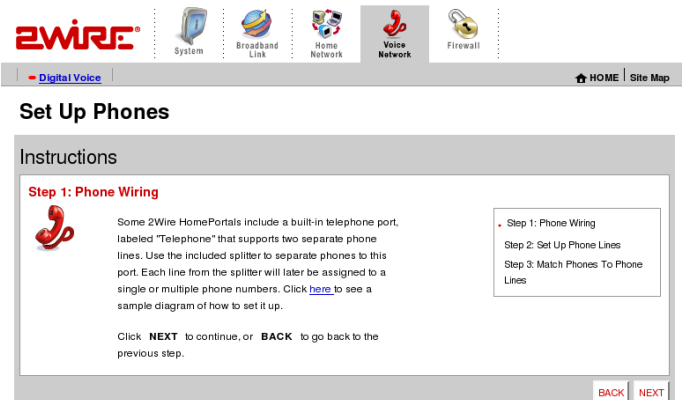 2WIRE®
System
Broadband
Link
Home
Network
Voice
Network
Firewall
Digital Voice
HOME
Site Map
Set Up Phones
Instructions
Step 1: Phone Wiring
Some 2Wire HomePortals include a built-in telephone port,
labeled "Telephone" that supports two separate phone
lines. Use the included splitter to separate phones to this
port. Each line from the splitter will later be assigned to a
single or multiple phone numbers. Click here to see a
sample diagram of how to set it up.
Click NEXT to continue, or BACK to go back to the
previous step.
Step 1: Phone Wiring
Step 2: Set Up Phone Lines
Step 3: Match Phones To Phone
Lines
BACK
NEXT